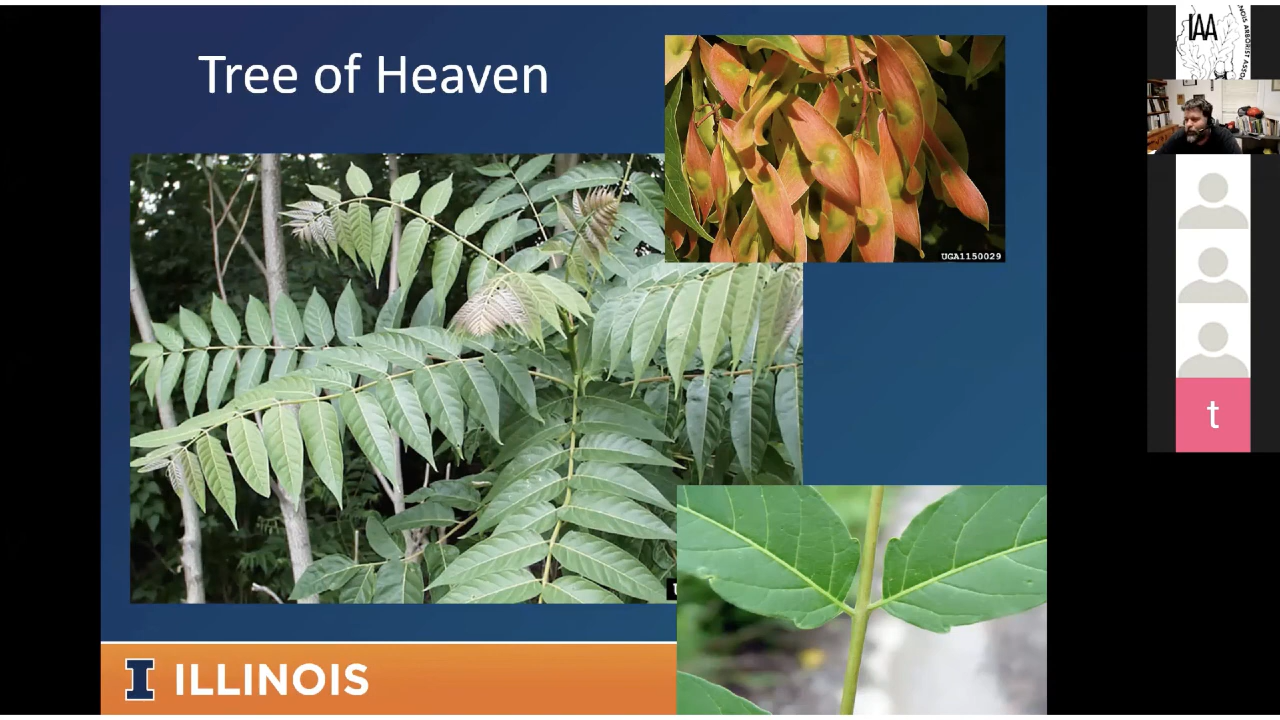 Tree of Heaven
UGA1150029
I ILLINOIS
IAA
t